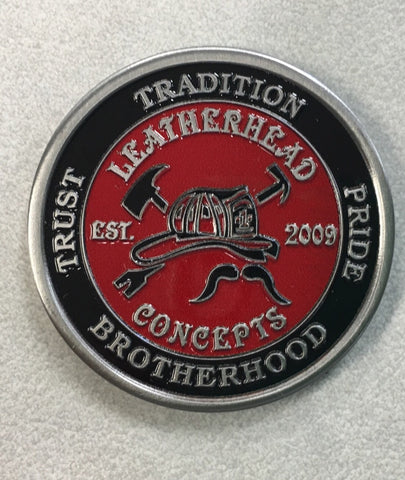 TRADITION
LEATHERHEAD
TRUST
EST. 2009
PRIDE
CONCEPTS
BROTHERHOOD